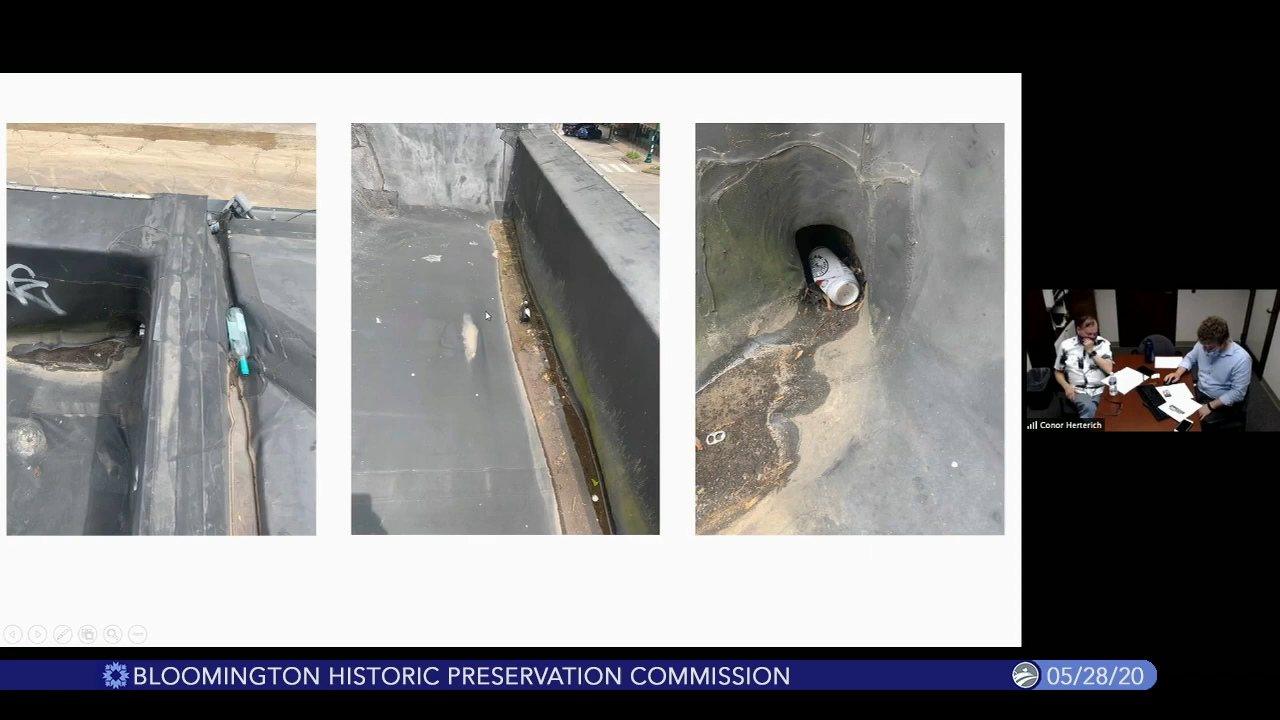 Conor Herterich
BLOOMINGTON HISTORIC PRESERVATION COMMISSION
05/28/20